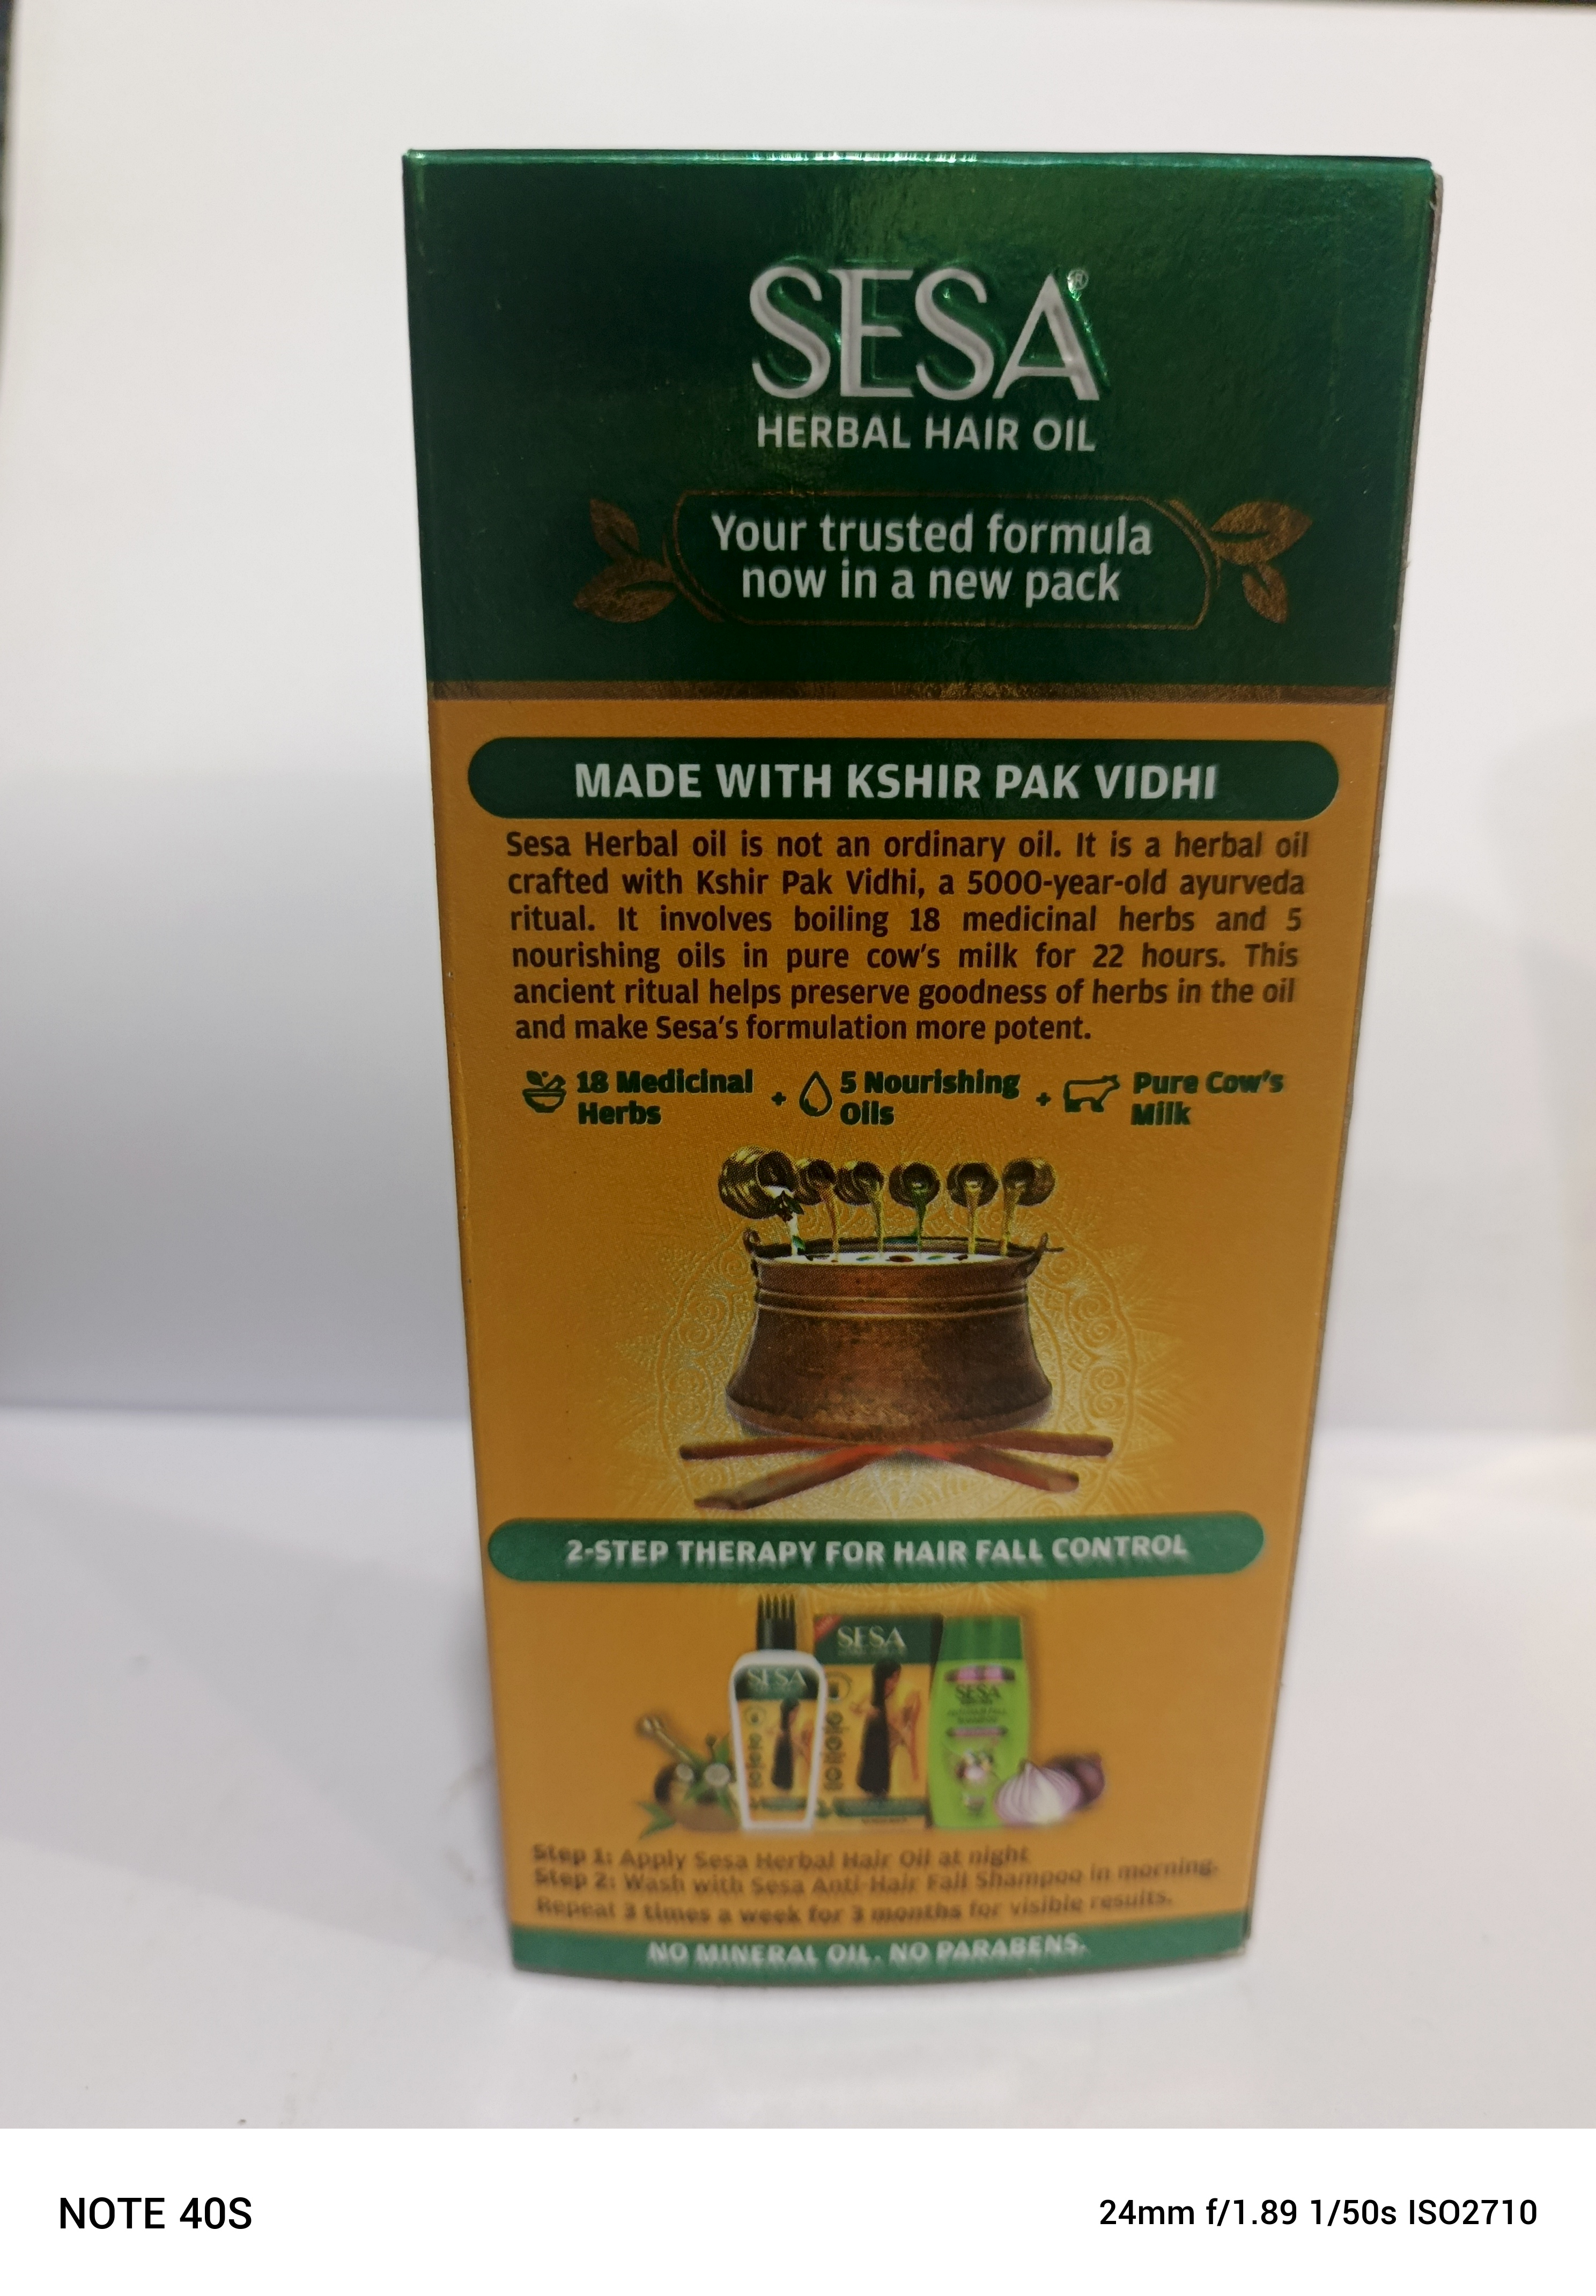 SESA®
HERBAL HAIR OIL
Your trusted formula
now in a new pack
MADE WITH KSHIR PAK VIDHI
Sesa Herbal oil is not an ordinary oil. It is a herbal oil
crafted with Kshir Pak Vidhi, a 5000-year-old ayurveda
ritual. It involves boiling 18 medicinal herbs and 5
nourishing oils in pure cow's milk for 22 hours. This
ancient ritual helps preserve goodness of herbs in the oil
and make Sesa's formulation more potent.
18 Medicinal
Herbs
+
5 Nourishing
Oils
+
Pure Cow's
Milk
2-STEP THERAPY FOR HAIR FALL CONTROL
SESA
SESA
SESA
Step 1: Apply Sesa Herbal Hair Oil at night
Step 2: Wash with Sesa Anti-Hair Fall Shampoo in morning.
Repeat 3 times a week for 3 months for visible results.
NO MINERAL OIL. NO PARABENS.
NOTE 40S
24mm f/1.89 1/50s ISO2710